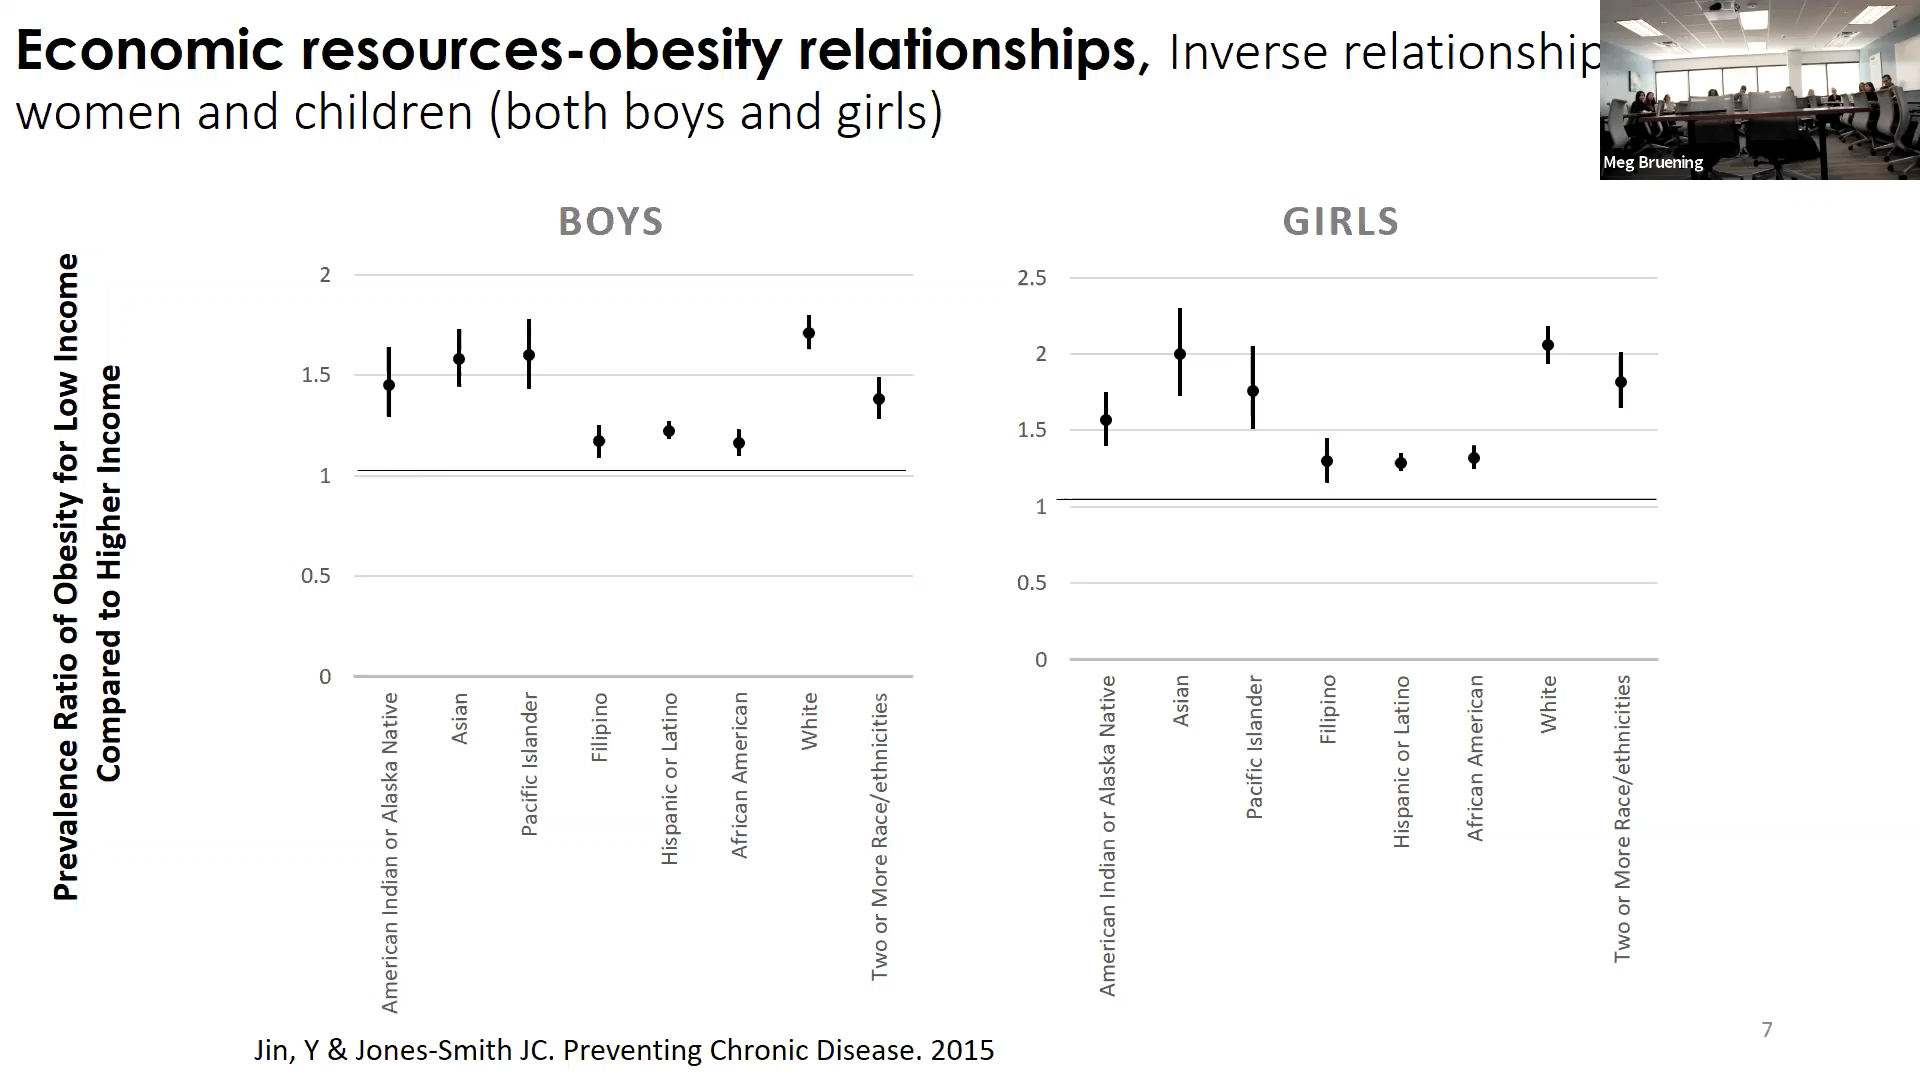 Economic resources-obesity relationships, Inverse relationship
women and children (both boys and girls)
Meg Bruening
Prevalence Ratio of Obesity for Low Income
Compared to Higher Income
BOYS
2
1.5
1
0.5
0
American Indian or Alaska Native
Asian
Pacific Islander
Filipino
Hispanic or Latino
African American
White
Two or More Race/ethnicities
GIRLS
2.5
2
1.5
1
0.5
0
American Indian or Alaska Native
Asian
Pacific Islander
Filipino
Hispanic or Latino
African American
White
Two or More Race/ethnicities
Jin, Y & Jones-Smith JC. Preventing Chronic Disease. 2015
7